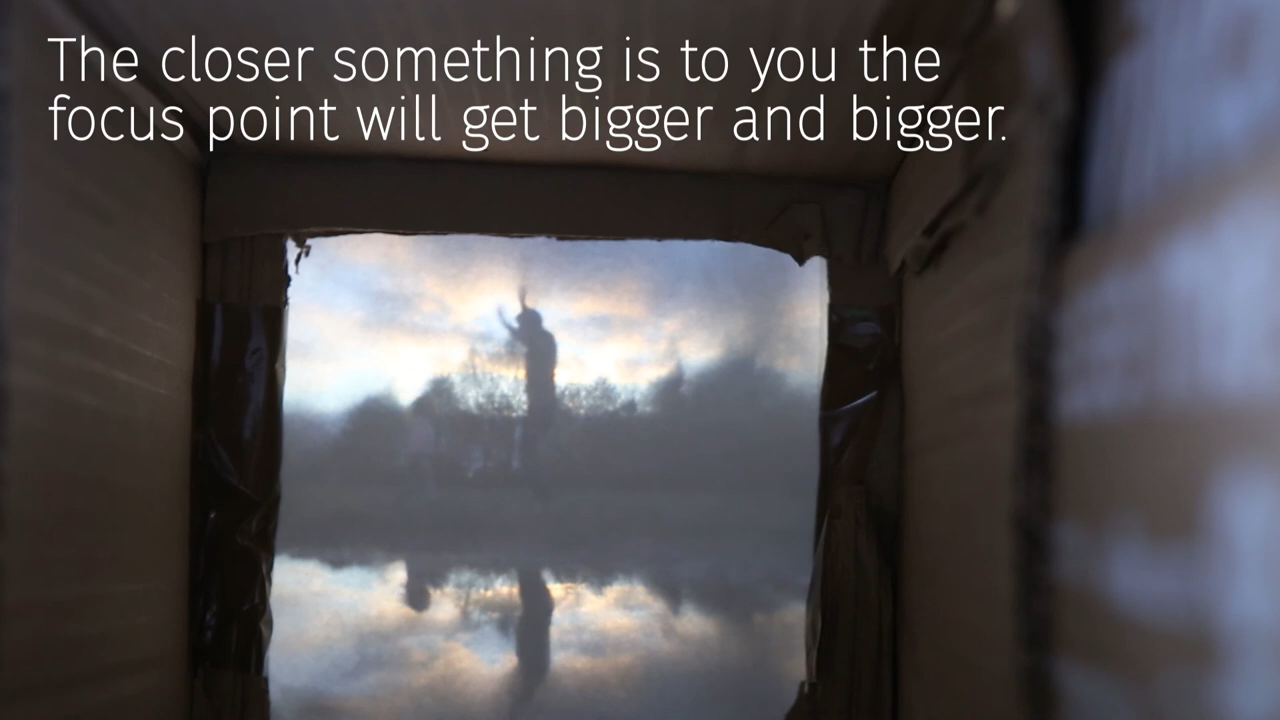 The closer something is to you the
focus point will get bigger and bigger.